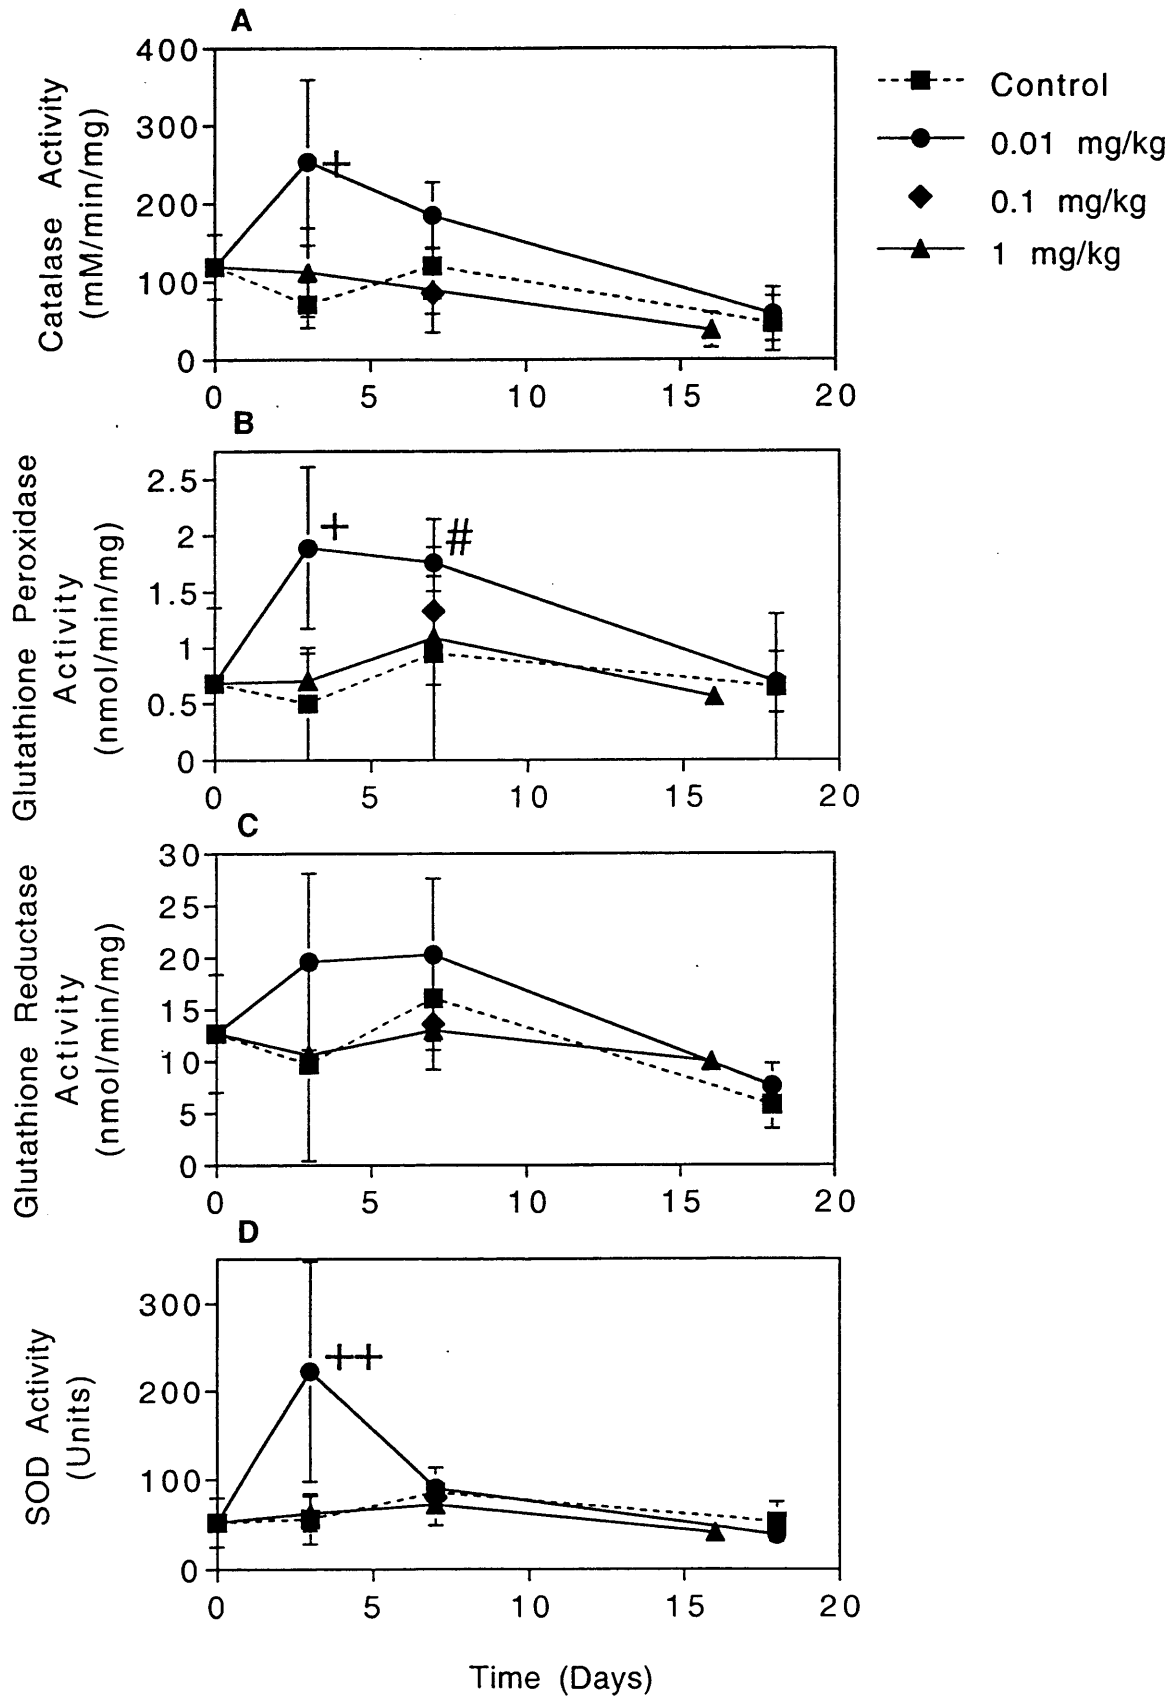 A
Catalase Activity
(mM/min/mg)
400
300
200
100
0
+
0 5 10 15 20
Control
0.01 mg/kg
0.1 mg/kg
1 mg/kg
B
Glutathione Peroxidase
Activity
(nmol/min/mg)
2.5
2
1.5
1
0.5
0
+
#
0 5 10 15 20
C
Glutathione Reductase
Activity
(nmol/min/mg)
30
25
20
15
10
5
0
0 5 10 15 20
D
SOD Activity
(Units)
300
200
100
0
++
0 5 10 15 20
Time (Days)